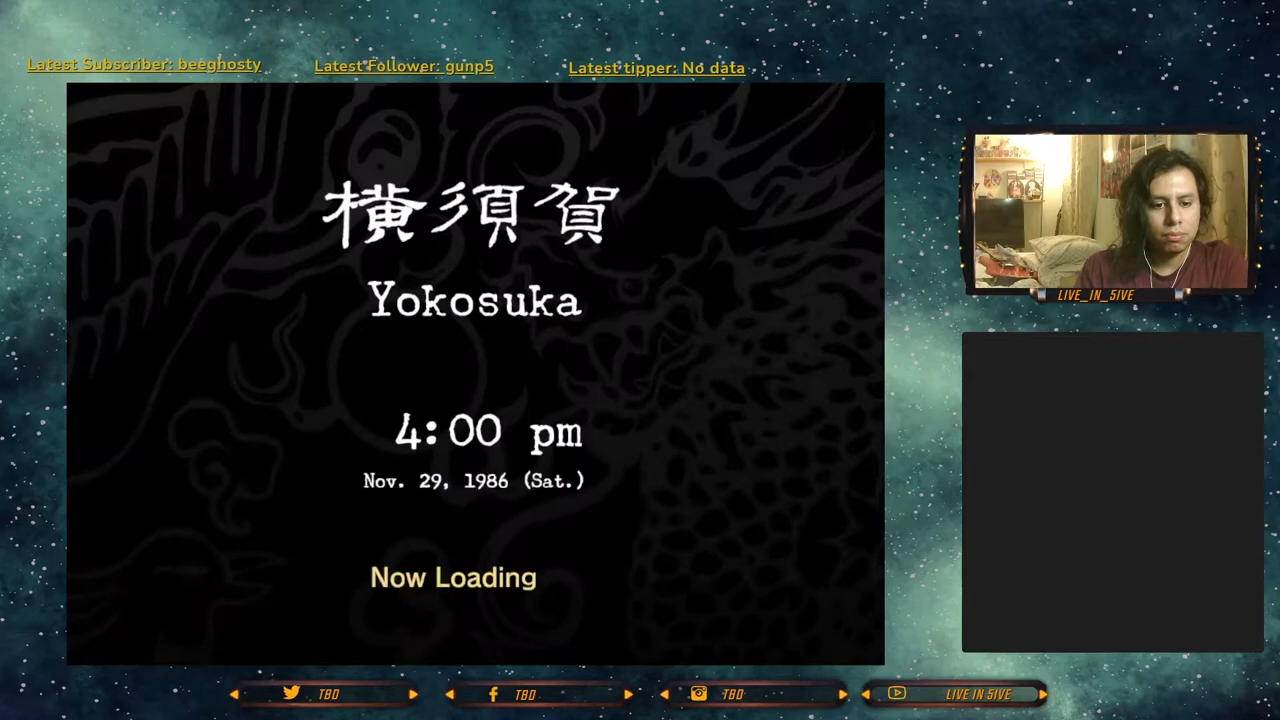 Latest Subscriber: beeghosty
Latest Follower: gunp5
Latest tipper: No data
横須賀
Yokosuka
4:00 pm
Nov. 29, 1986 (Sat.)
Now Loading
LIVE_IN_5IVE
TBD
TBD
TBD
LIVE IN 5IVE